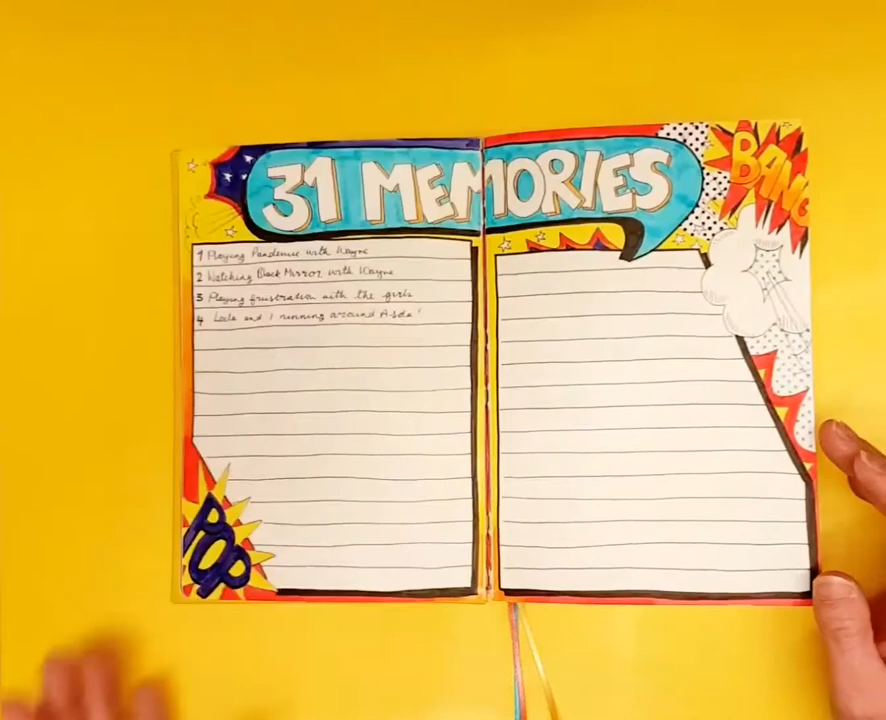 31 MEMORIES
BANG
1 Playing Pandemic with Wayne
2 Watching Black Mirror with Wayne
3 Playing frustration with the girls
4 Lola and I running around Asda!
POP